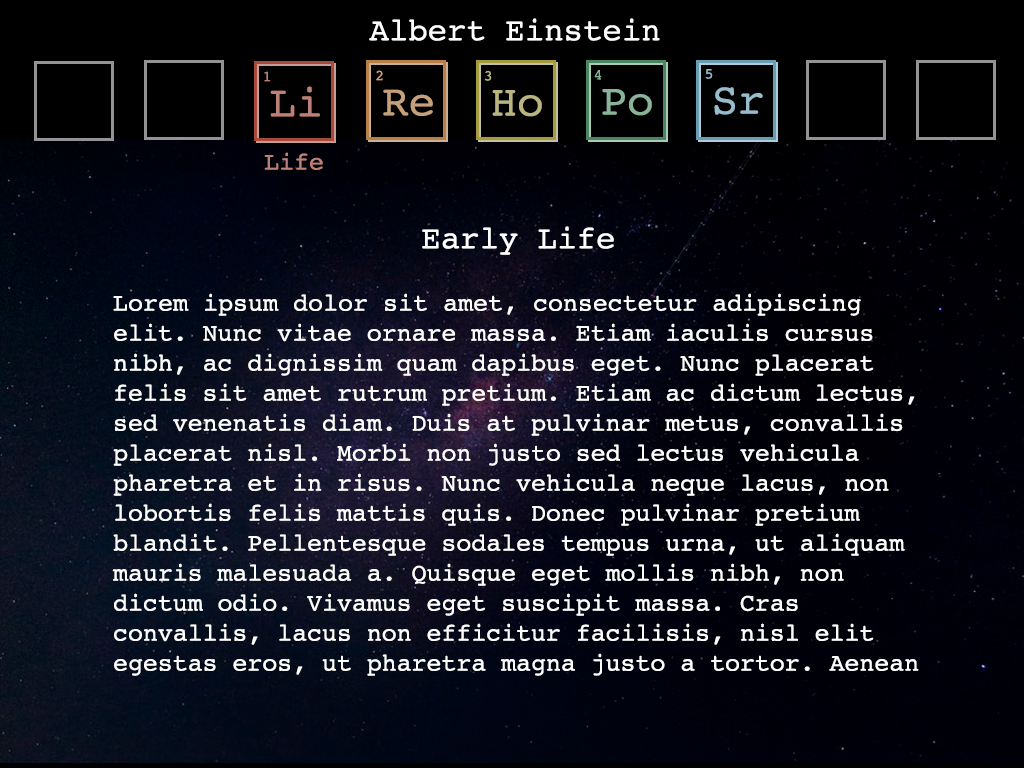 Albert Einstein
1 2 3 4 5
Li Re Ho Po Sr
Life
Early Life
Lorem ipsum dolor sit amet, consectetur adipiscing
elit. Nunc vitae ornare massa. Etiam iaculis cursus
nibh, ac dignissim quam dapibus eget. Nunc placerat
felis sit amet rutrum pretium. Etiam ac dictum lectus,
sed venenatis diam. Duis at pulvinar metus, convallis
placerat nisl. Morbi non justo sed lectus vehicula
pharetra et in risus. Nunc vehicula neque lacus, non
lobortis felis mattis quis. Donec pulvinar pretium
blandit. Pellentesque sodales tempus urna, ut aliquam
mauris malesuada a. Quisque eget mollis nibh, non
dictum odio. Vivamus eget suscipit massa. Cras
convallis, lacus non efficitur facilisis, nisl elit
egestas eros, ut pharetra magna justo a tortor. Aenean